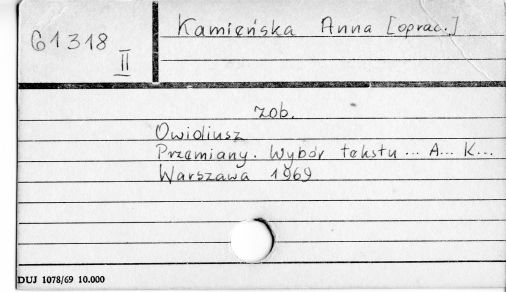 61318
II
Kamieńska Anna [oprac.]
zob.
Owidiusz
Przemiany. Wybór tekstu ... A... K...
Warszawa 1969
DUJ 1078/69 10.000